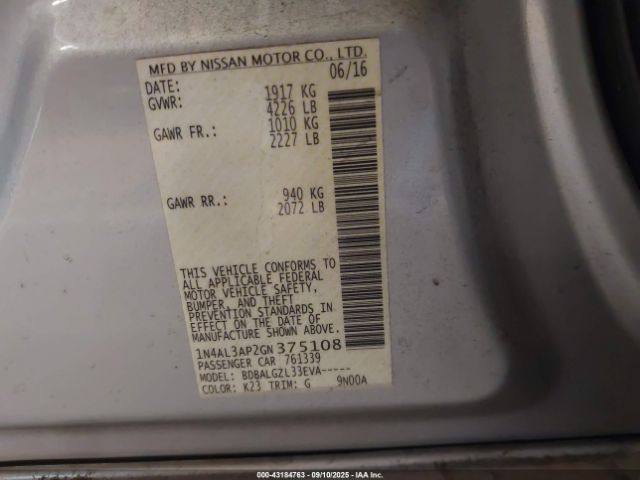 MFD BY NISSAN MOTOR CO., LTD.
DATE: 06/16
GVWR: 1917 KG
4226 LB
GAWR FR.: 1010 KG
2227 LB
GAWR RR.: 940 KG
2072 LB
THIS VEHICLE CONFORMS TO
ALL APPLICABLE FEDERAL
MOTOR VEHICLE SAFETY,
BUMPER, AND THEFT
PREVENTION STANDARDS IN
EFFECT ON THE DATE OF
MANUFACTURE SHOWN ABOVE.
1N4AL3AP2GN375108
PASSENGER CAR 761339
MODEL: BDBALGZL33EVA-----
COLOR: K23 TRIM: G 9N00A
000-43184763 - 09/10/2025 - IAA Inc.